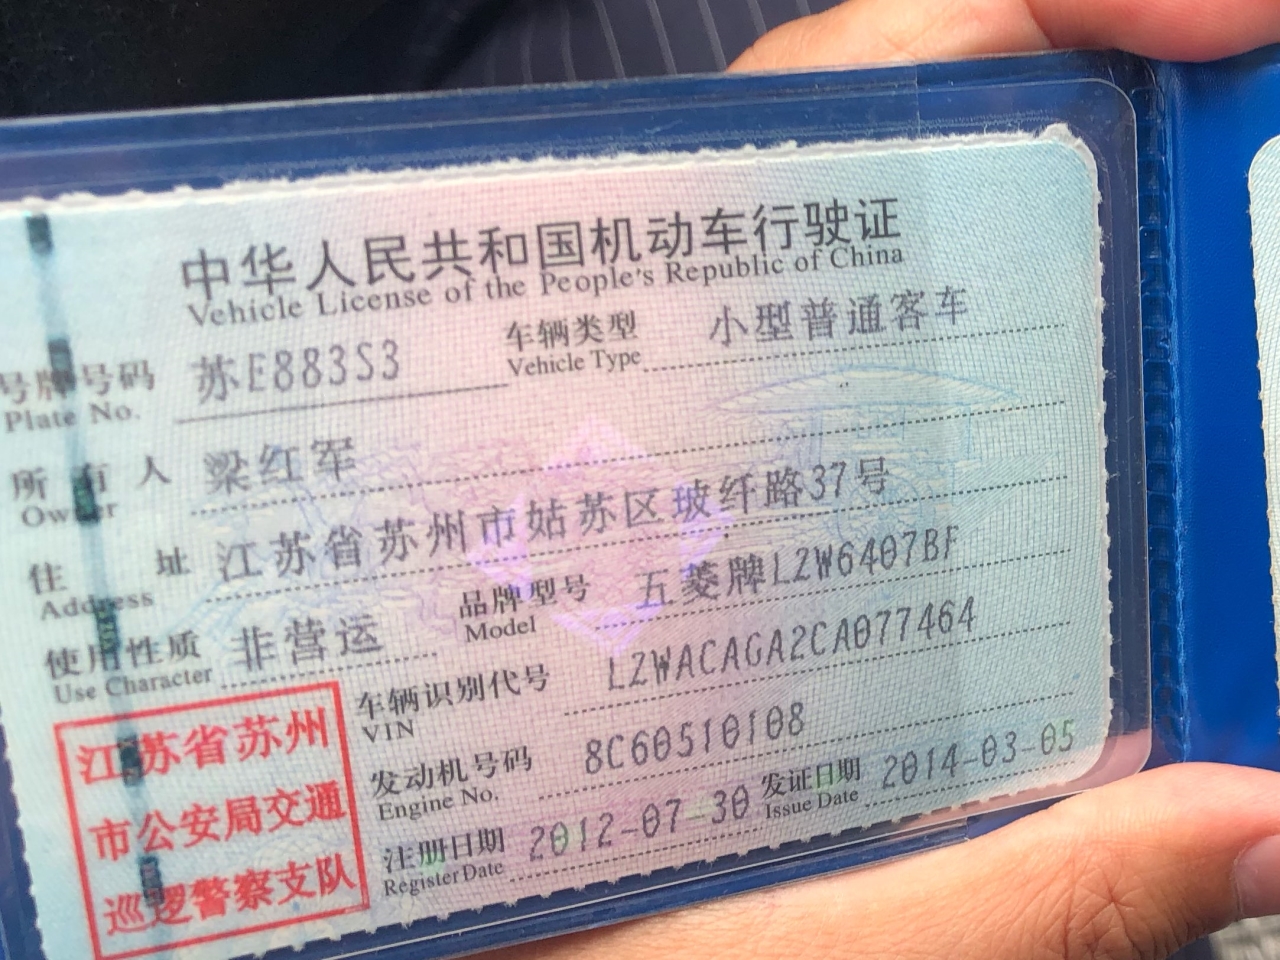 中华人民共和国机动车行驶证
Vehicle License of the People's Republic of China
号牌号码 苏E883S3 车辆类型 小型普通客车
Plate No. Vehicle Type
所有人 梁红军
Owner
住址 江苏省苏州市姑苏区玻纤路37号
Address
使用性质 非营运 品牌型号 五菱牌LZW6407BF
Use Character Model
车辆识别代号 LZWACAGA2CA077464
VIN
发动机号码 8C60510108
Engine No.
注册日期 2012-07-30 发证日期 2014-03-05
Register Date Issue Date
江苏省苏州
市公安局交通
巡逻警察支队